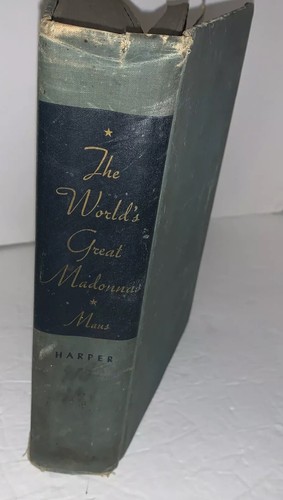 The
World's
Great
Madonnas
Maus
HARPER